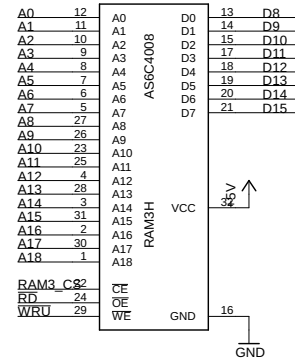 A0 12 A0 D0 13 D8
A1 11 A1 D1 14 D9
A2 10 A2 D2 15 D10
A3 9 A3 D3 17 D11
A4 8 A4 D4 18 D12
A5 7 A5 D5 19 D13
A6 6 A6 D6 20 D14
A7 5 A7 D7 21 D15
A8 27 A8
A9 26 A9
A10 23 A10
A11 25 A11
A12 4 A12
A13 28 A13
A14 3 A14
A15 31 A15
A16 2 A16
A17 30 A17
A18 1 A18
AS6C4008
RAM3H
VCC 32 +5V
RAM3_CS 22 CE
RD 24 OE
WRU 29 WE
GND 16
GND